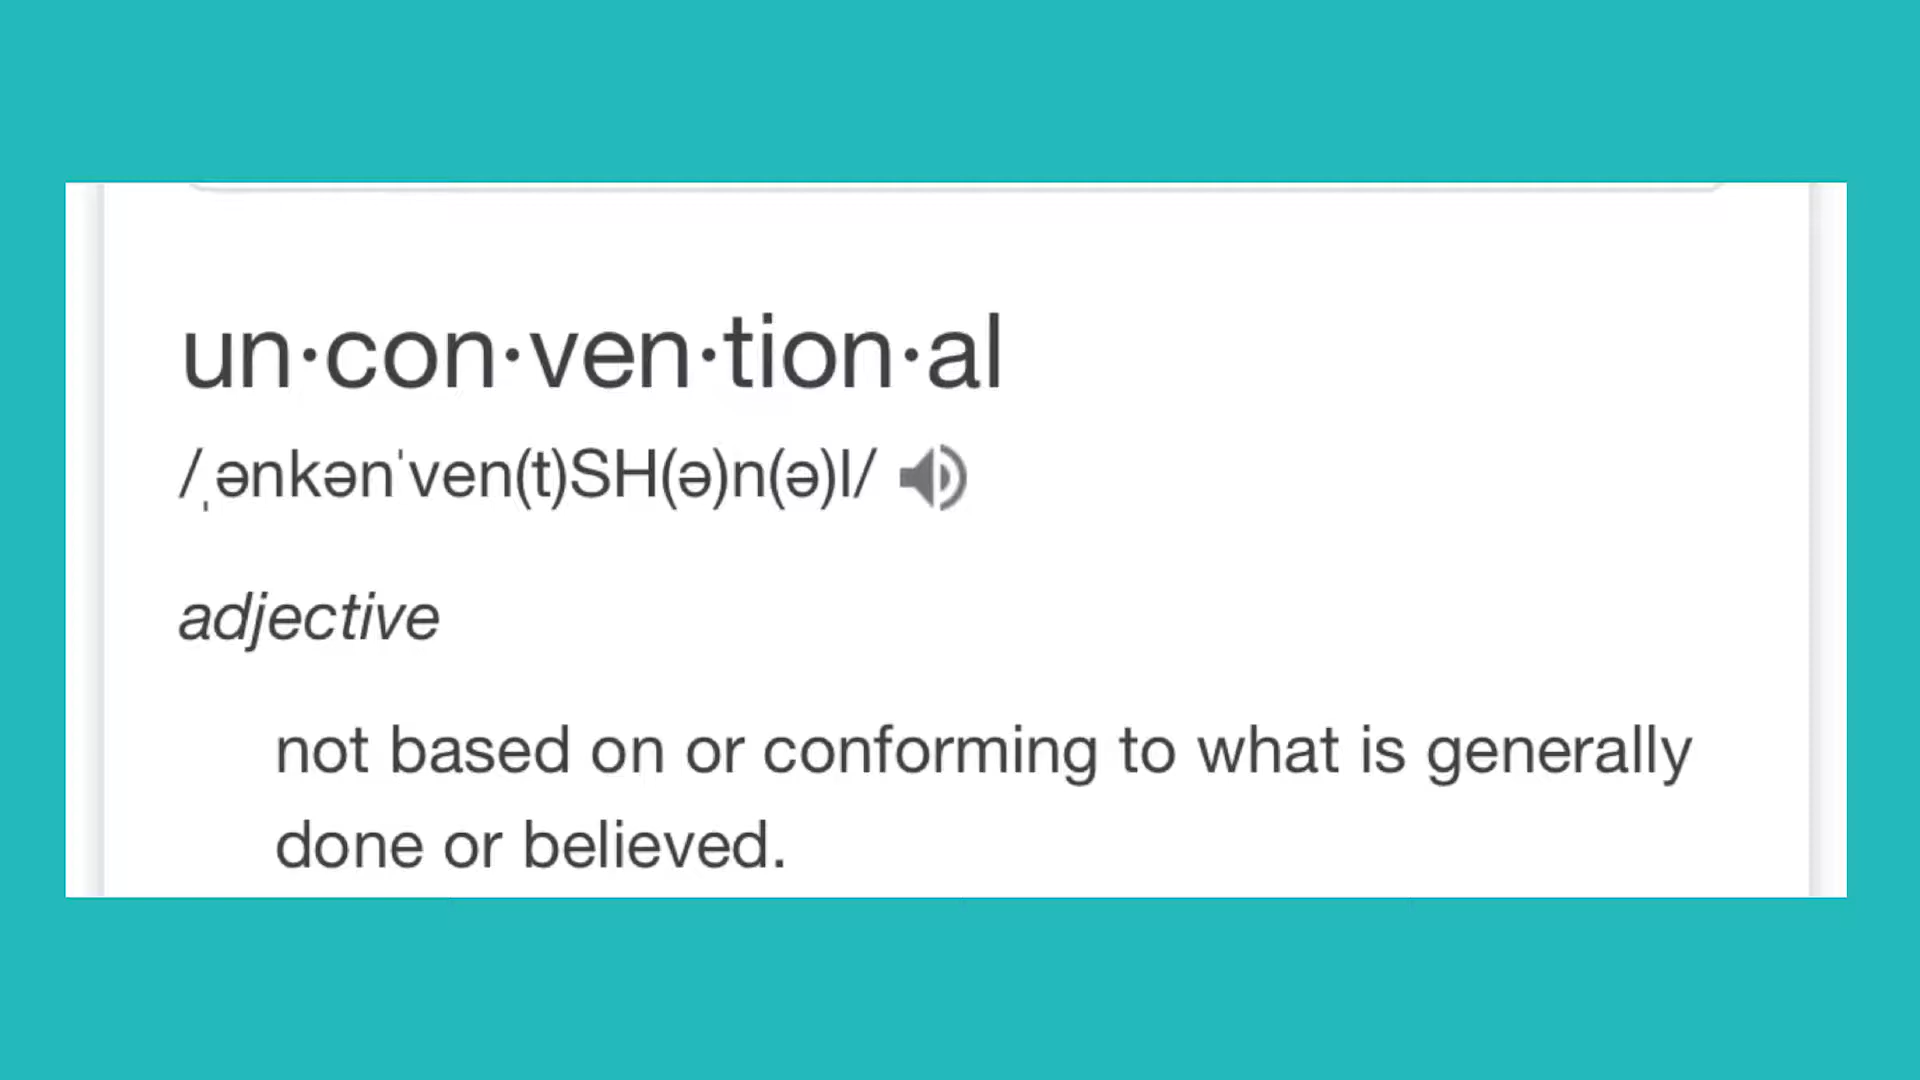 un·con·ven·tion·al
/ˌənkənˈven(t)SH(ə)n(ə)l/
adjective
not based on or conforming to what is generally
done or believed.